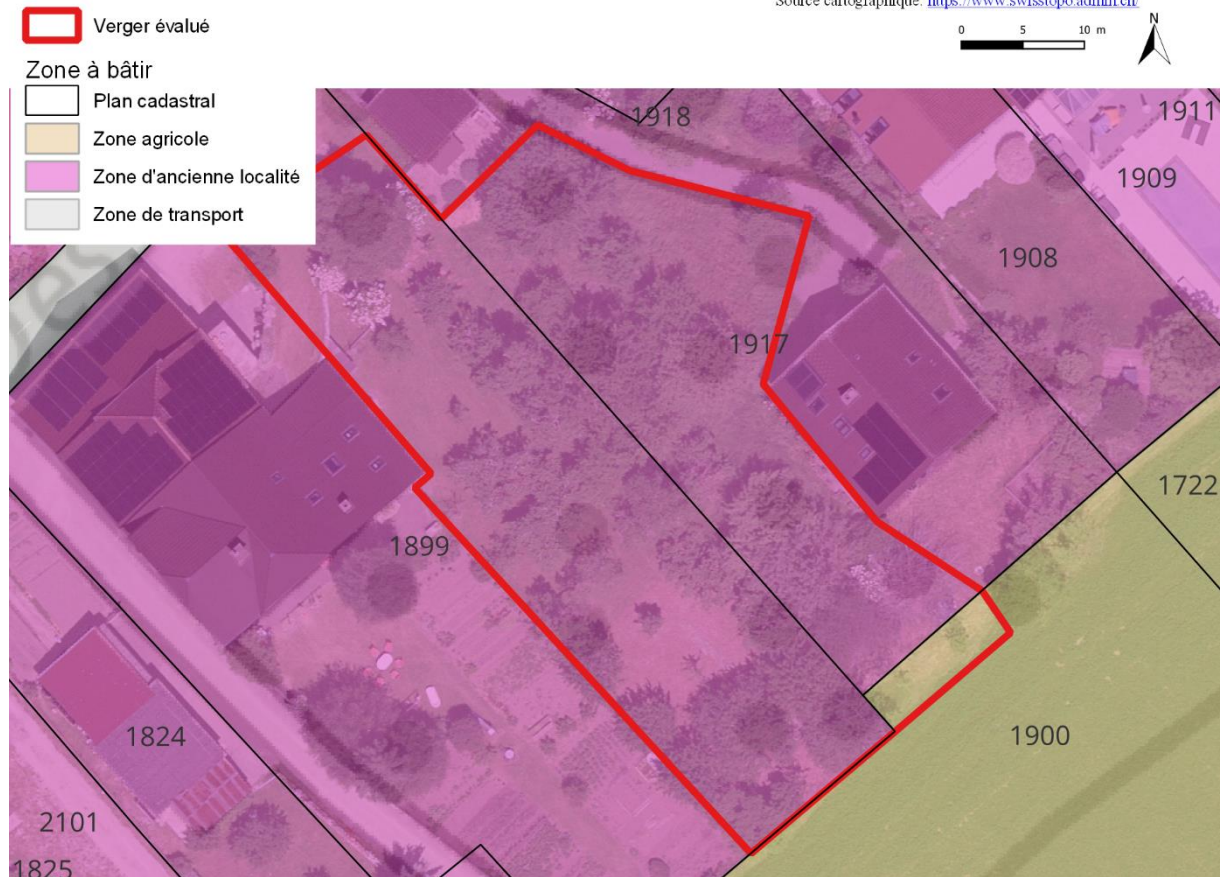 Source cartographique: https://www.swisstopo.admin.ch/
Verger évalué
0 5 10 m
N
Zone à bâtir
Plan cadastral
Zone agricole
Zone d'ancienne localité
Zone de transport
1918
1911
1909
1908
1917
1722
1899
1824
1900
2101
1825